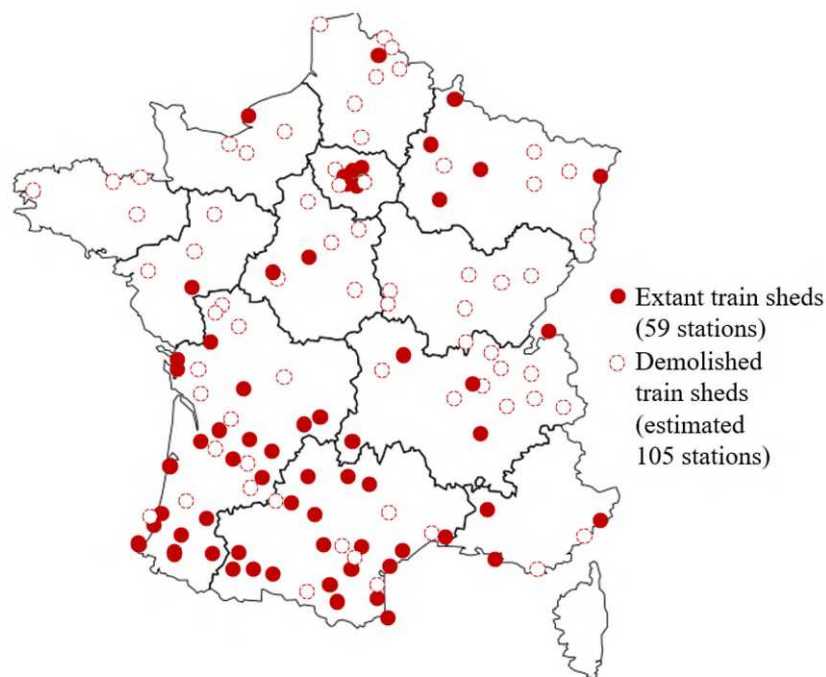 Extant train sheds
(59 stations)
Demolished
train sheds
(estimated
105 stations)